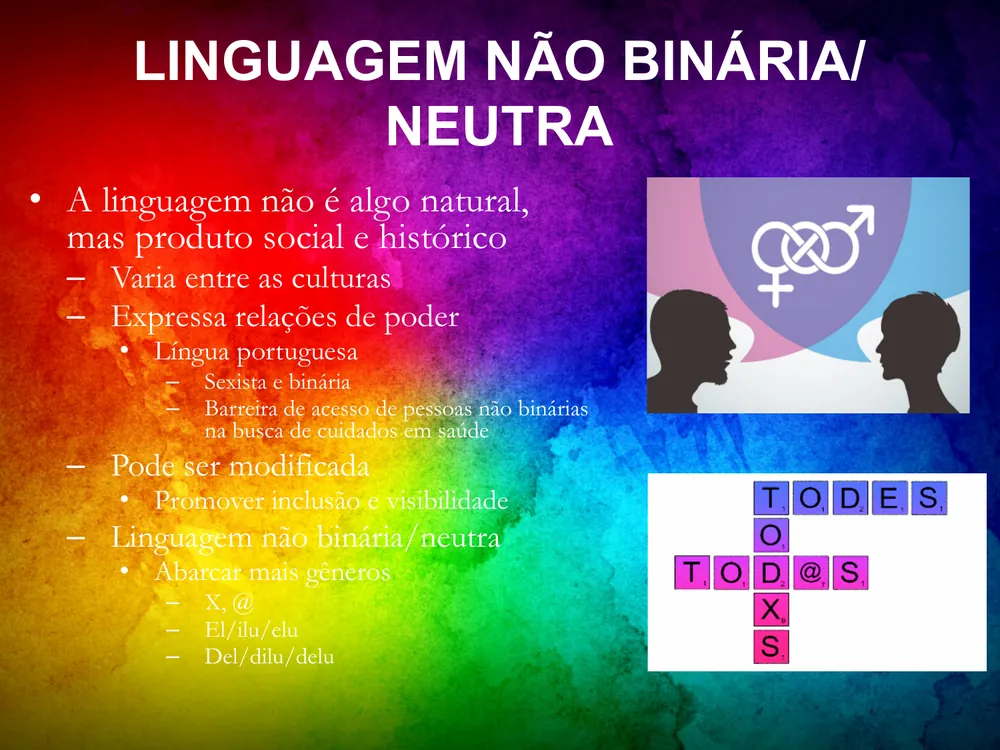 LINGUAGEM NÃO BINÁRIA/
NEUTRA
• A linguagem não é algo natural,
mas produto social e histórico
– Varia entre as culturas
– Expressa relações de poder
• Língua portuguesa
– Sexista e binária
– Barreira de acesso de pessoas não binárias
na busca de cuidados em saúde
– Pode ser modificada
• Promover inclusão e visibilidade
– Linguagem não binária/neutra
• Abarcar mais gêneros
– X, @
– El/ilu/elu
– Del/dilu/delu
TODES
TOD@S
TODXS